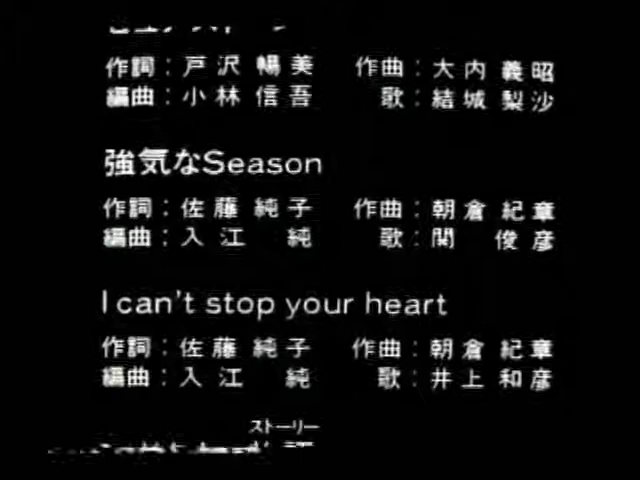 作詞：戸沢暢美 作曲：大内義昭
編曲：小林信吾 歌：結城梨沙
強気なSeason
作詞：佐藤純子 作曲：朝倉紀章
編曲：入江純 歌：関俊彦
I can't stop your heart
作詞：佐藤純子 作曲：朝倉紀章
編曲：入江純 歌：井上和彦
ストーリー